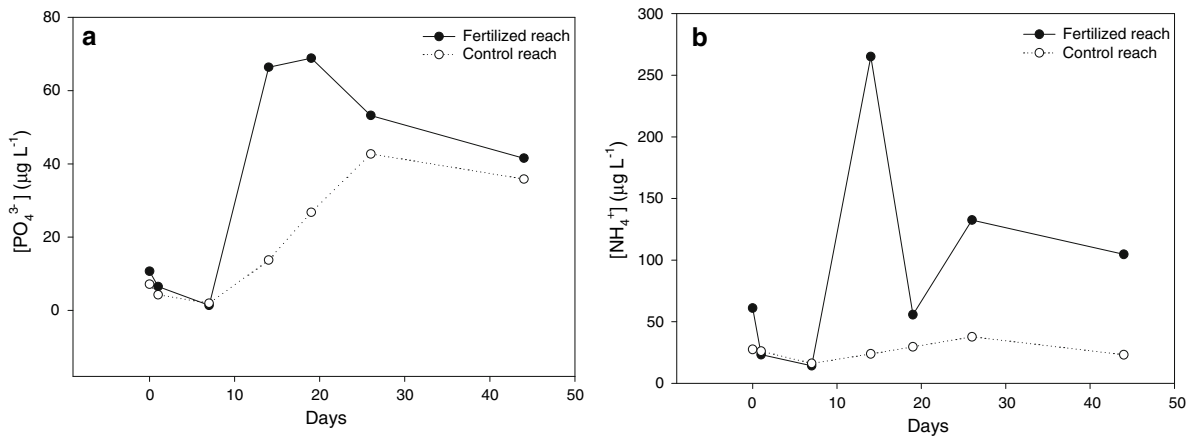 a
Fertilized reach
Control reach
[PO₄³⁻] (µg L⁻¹)
80
60
40
20
0
0 10 20 30 40 50
Days
b
Fertilized reach
Control reach
[NH₄⁺] (µg L⁻¹)
300
250
200
150
100
50
0
0 10 20 30 40 50
Days